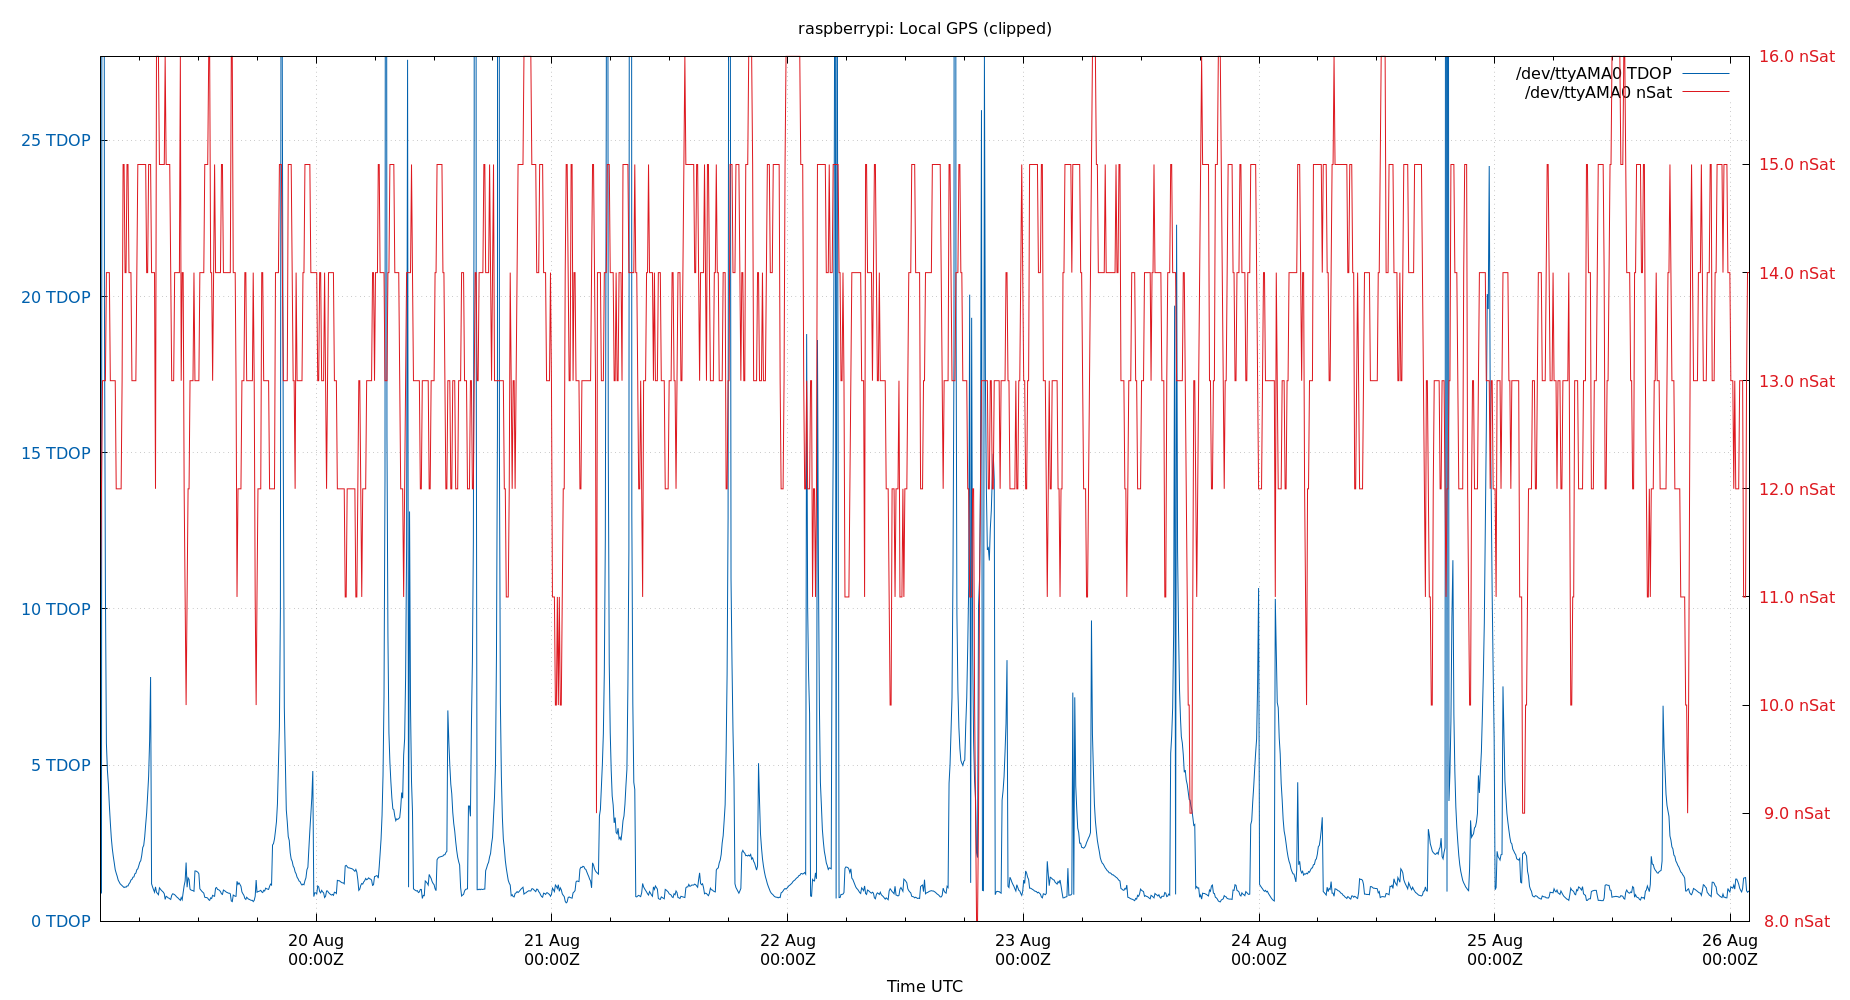 raspberrypi: Local GPS (clipped)
/dev/ttyAMA0 TDOP
/dev/ttyAMA0 nSat
25 TDOP
20 TDOP
15 TDOP
10 TDOP
5 TDOP
0 TDOP
16.0 nSat
15.0 nSat
14.0 nSat
13.0 nSat
12.0 nSat
11.0 nSat
10.0 nSat
9.0 nSat
8.0 nSat
20 Aug
00:00Z
21 Aug
00:00Z
22 Aug
00:00Z
23 Aug
00:00Z
24 Aug
00:00Z
25 Aug
00:00Z
26 Aug
00:00Z
Time UTC